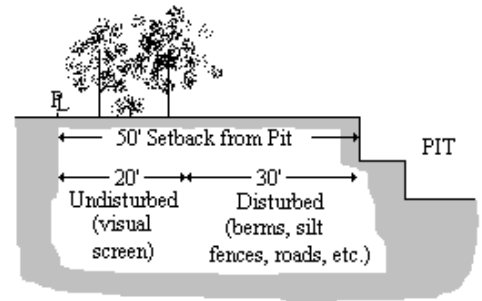 PL
50' Setback from Pit
PIT
20'
30'
Undisturbed
(visual
screen)
Disturbed
(berms, silt
fences, roads, etc.)